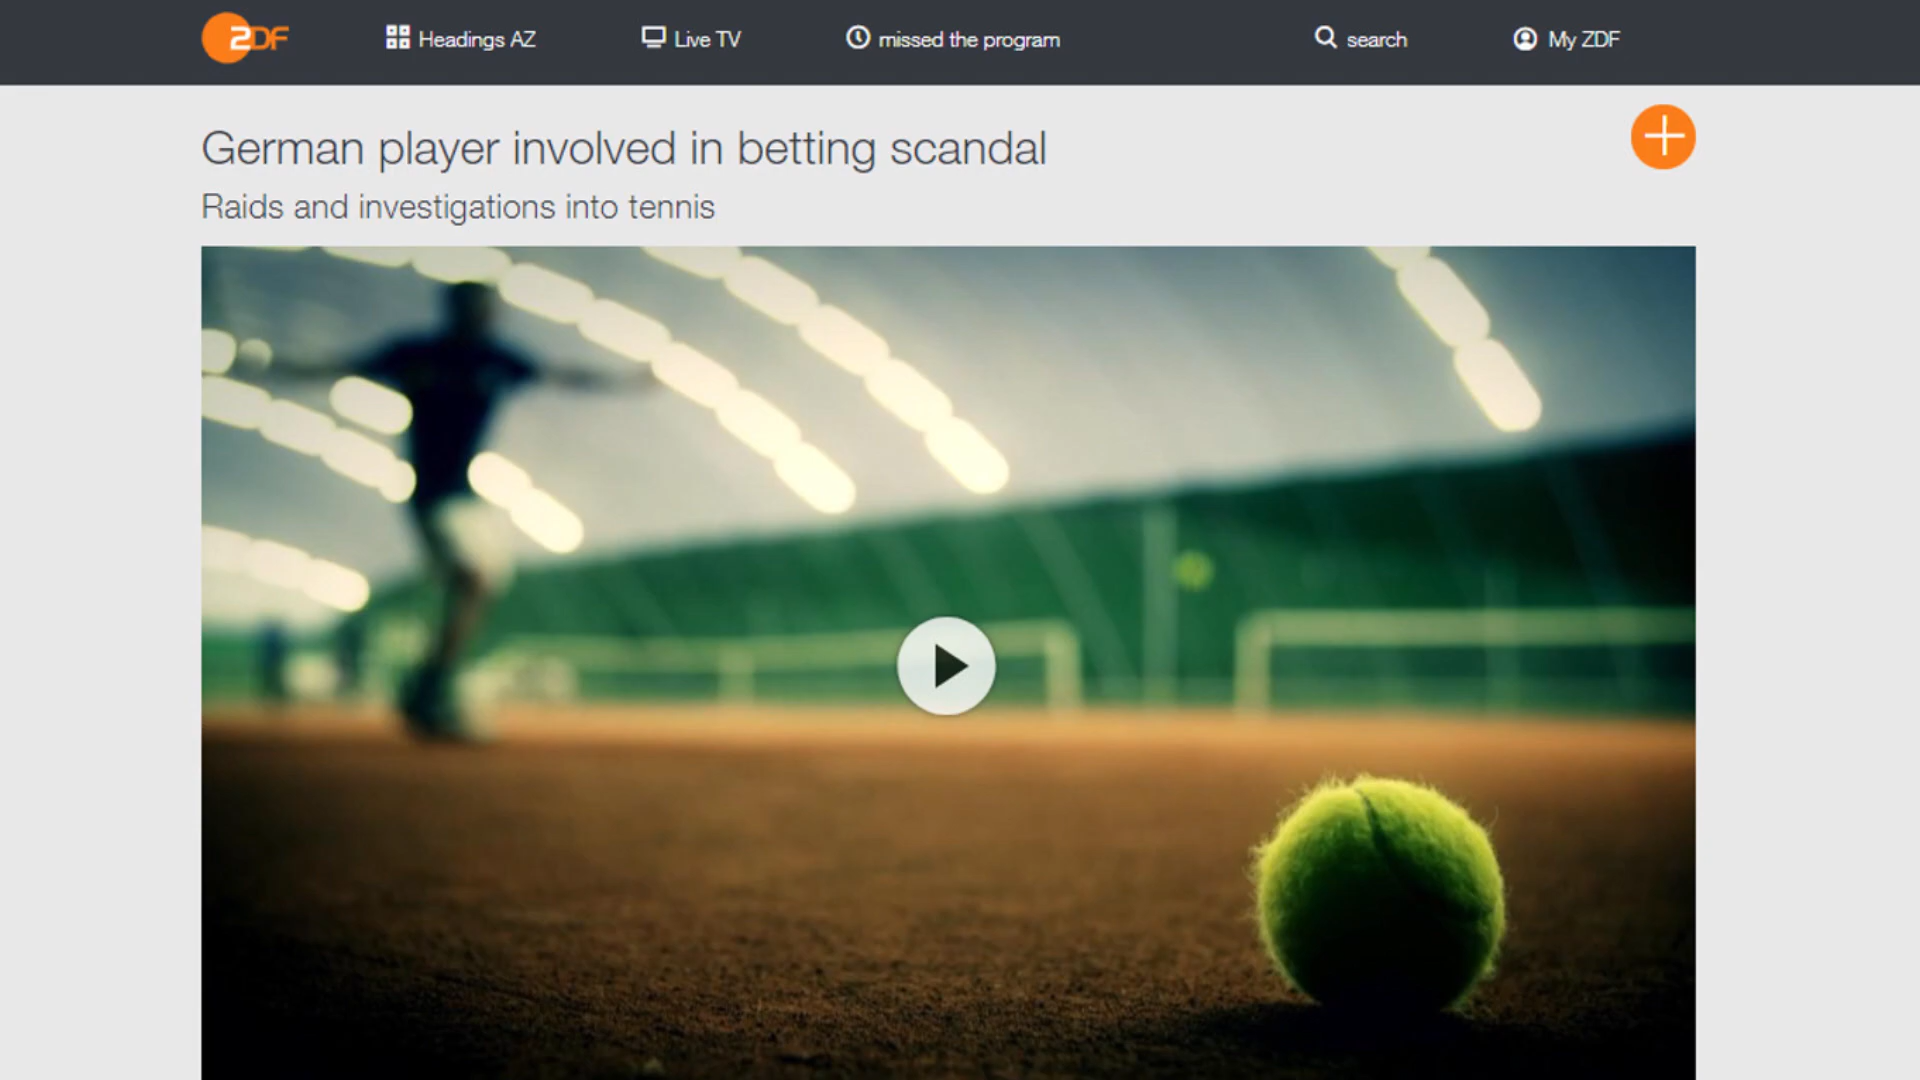 ZDF
Headings AZ
Live TV
missed the program
search
My ZDF
German player involved in betting scandal
Raids and investigations into tennis